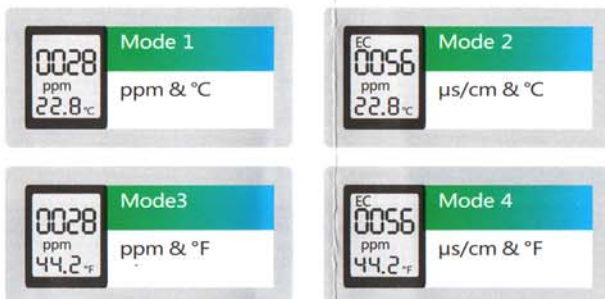 0028
ppm
22.8 °C
Mode 1
ppm & °C
EC
0056
ppm
22.8 °C
Mode 2
µs/cm & °C
0028
ppm
44.2 °F
Mode3
ppm & °F
EC
0056
ppm
44.2 °F
Mode 4
µs/cm & °F